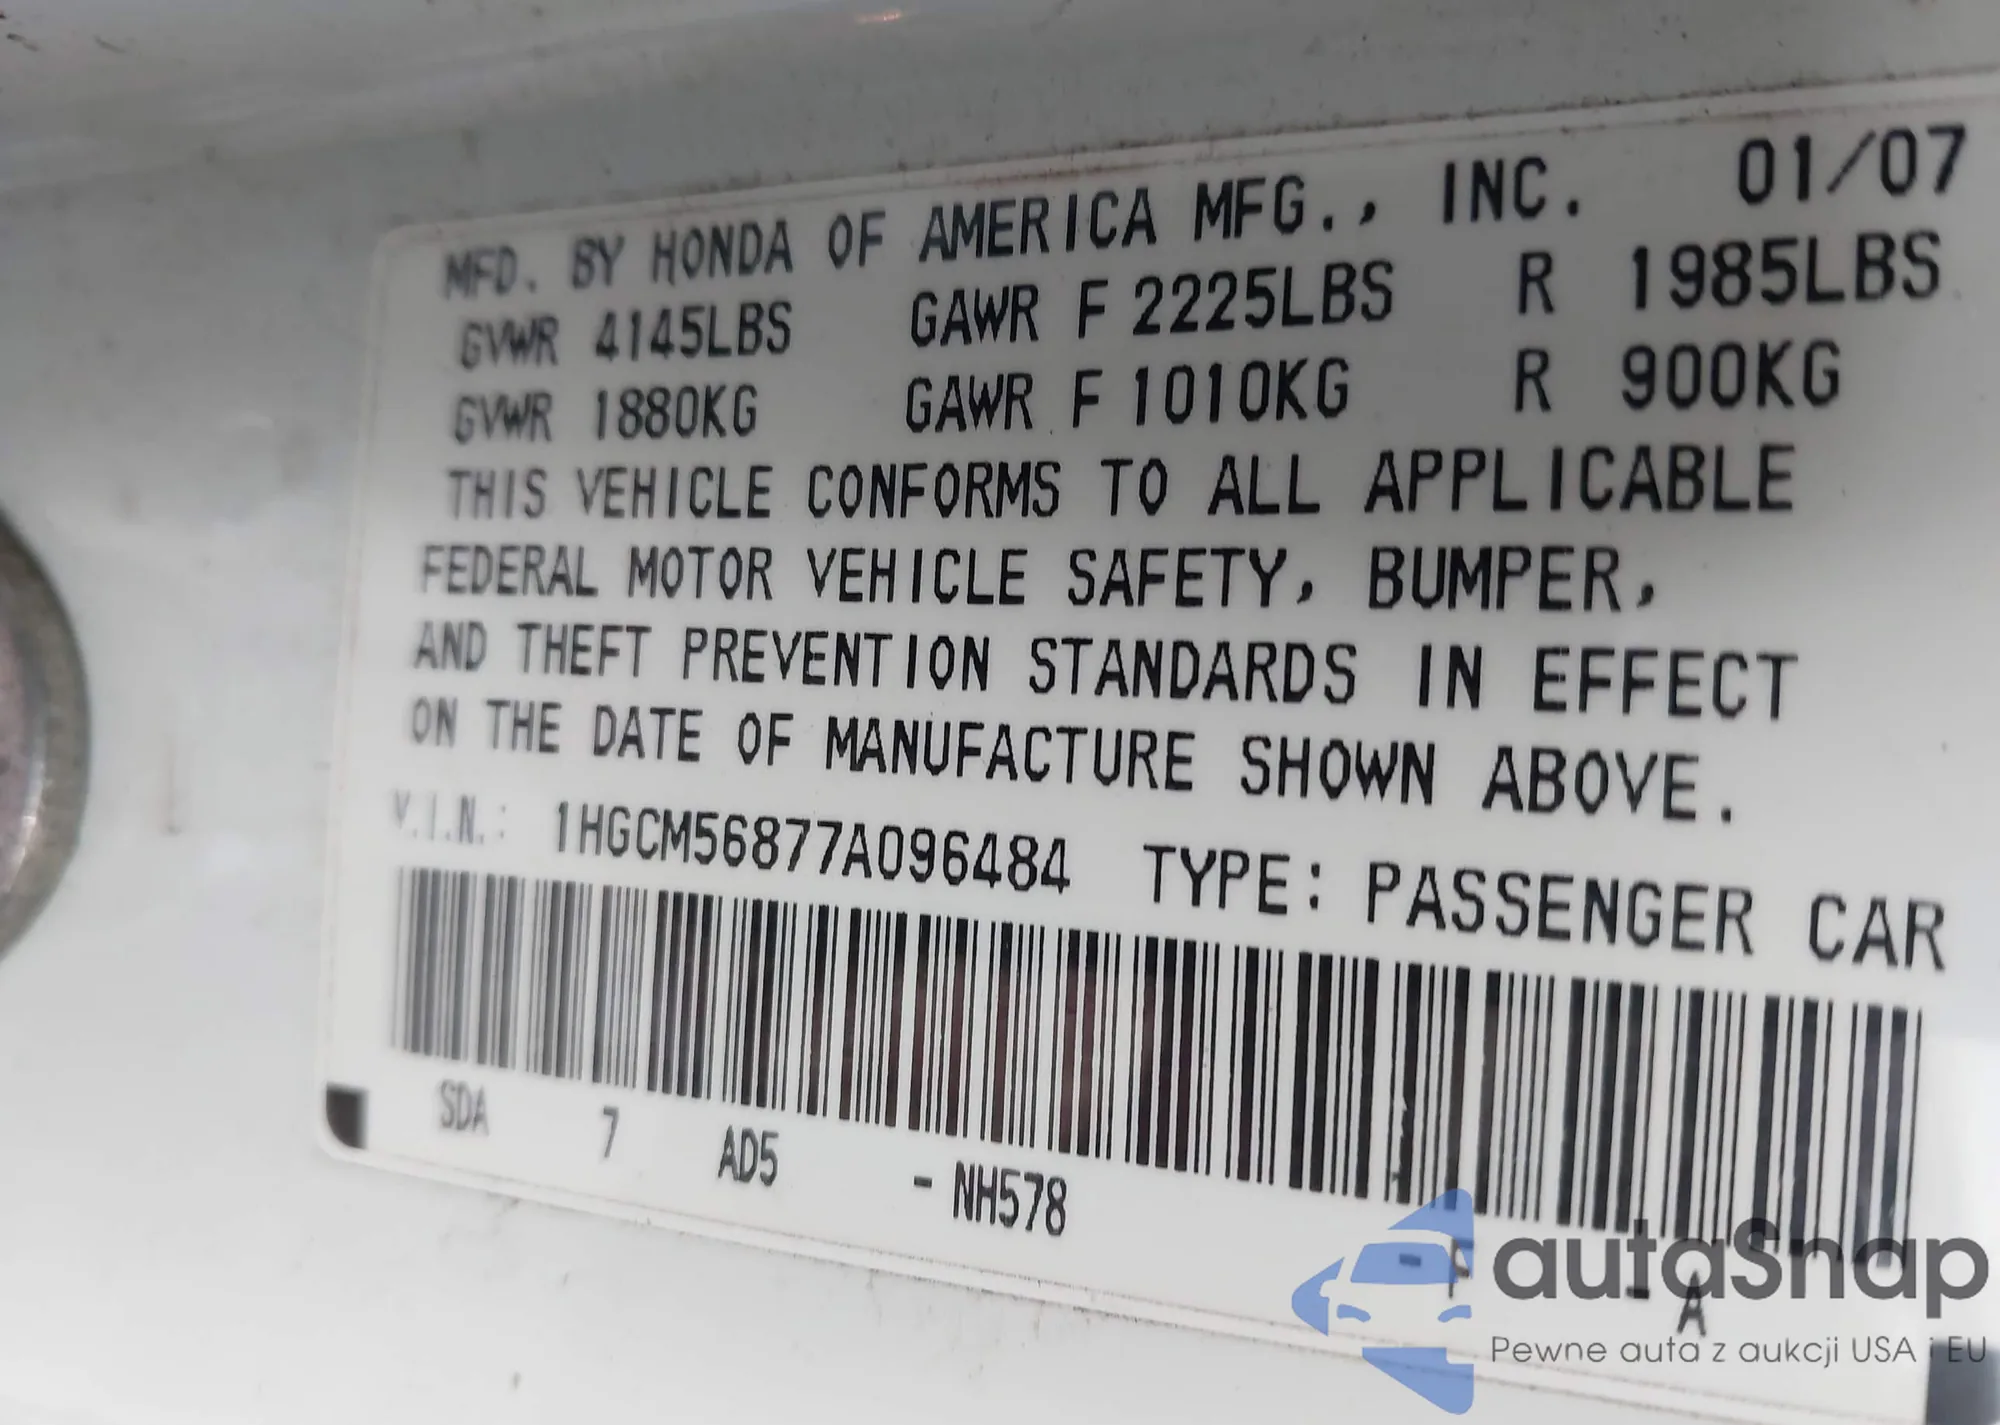 MFD. BY HONDA OF AMERICA MFG., INC. 01/07
GVWR 4145LBS GAWR F 2225LBS R 1985LBS
GVWR 1880KG GAWR F 1010KG R 900KG
THIS VEHICLE CONFORMS TO ALL APPLICABLE
FEDERAL MOTOR VEHICLE SAFETY, BUMPER,
AND THEFT PREVENTION STANDARDS IN EFFECT
ON THE DATE OF MANUFACTURE SHOWN ABOVE.
V.I.N.: 1HGCM56877A096484 TYPE: PASSENGER CAR
SDA 7 AD5 - NH578 - F - A
autaSnap
Pewne auta z aukcji USA i EU